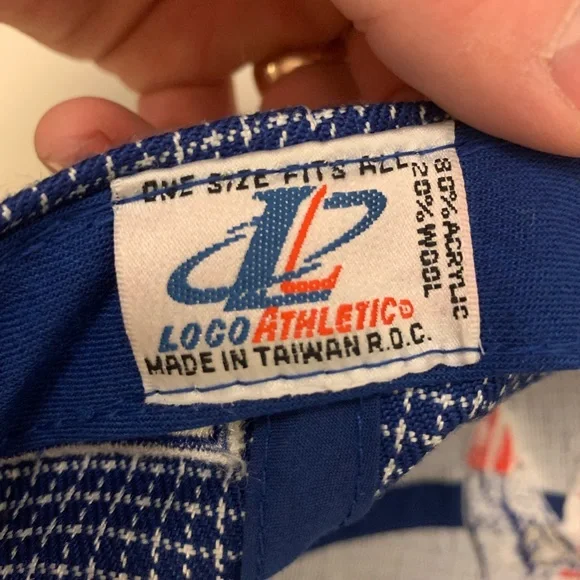 ONE SIZE FITS ALL
80% ACRYLIC
20% WOOL
L
LOGO ATHLETIC
MADE IN TAIWAN R.O.C.